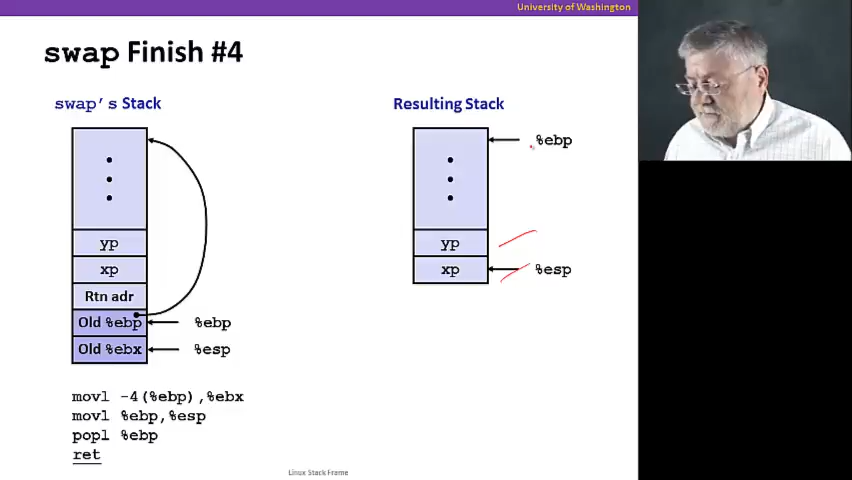 University of Washington
swap Finish #4
swap's Stack
Resulting Stack
%ebp
yp
xp
Rtn adr
Old %ebp
%ebp
Old %ebx
%esp
yp
xp
%esp
movl -4(%ebp),%ebx
movl %ebp,%esp
popl %ebp
ret
Linux Stack Frame